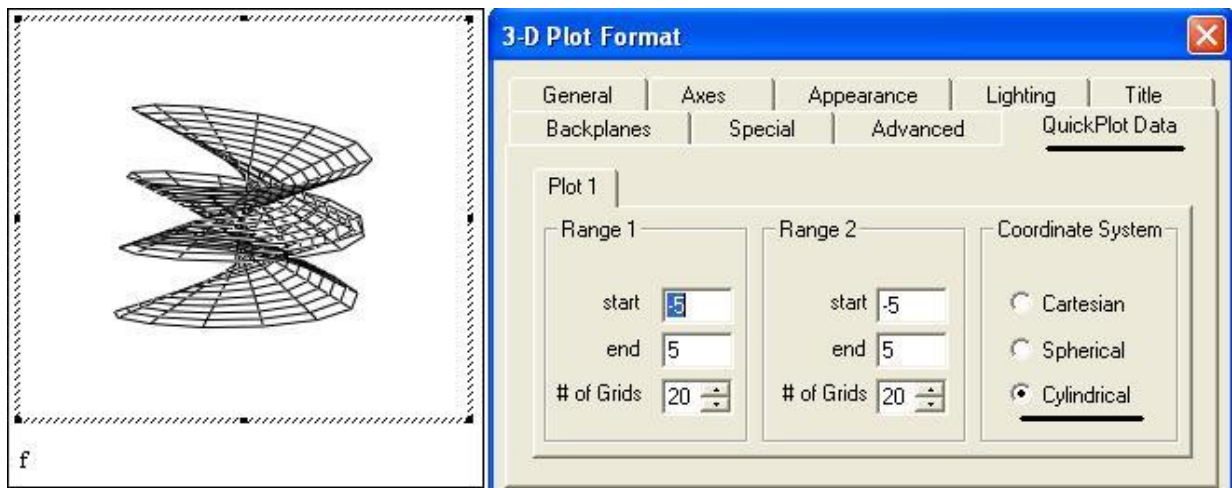 f
3-D Plot Format
General Axes Appearance Lighting Title
Backplanes Special Advanced QuickPlot Data
Plot 1
Range 1 Range 2 Coordinate System
start -5 start -5 Cartesian
end 5 end 5 Spherical
# of Grids 20 # of Grids 20 Cylindrical